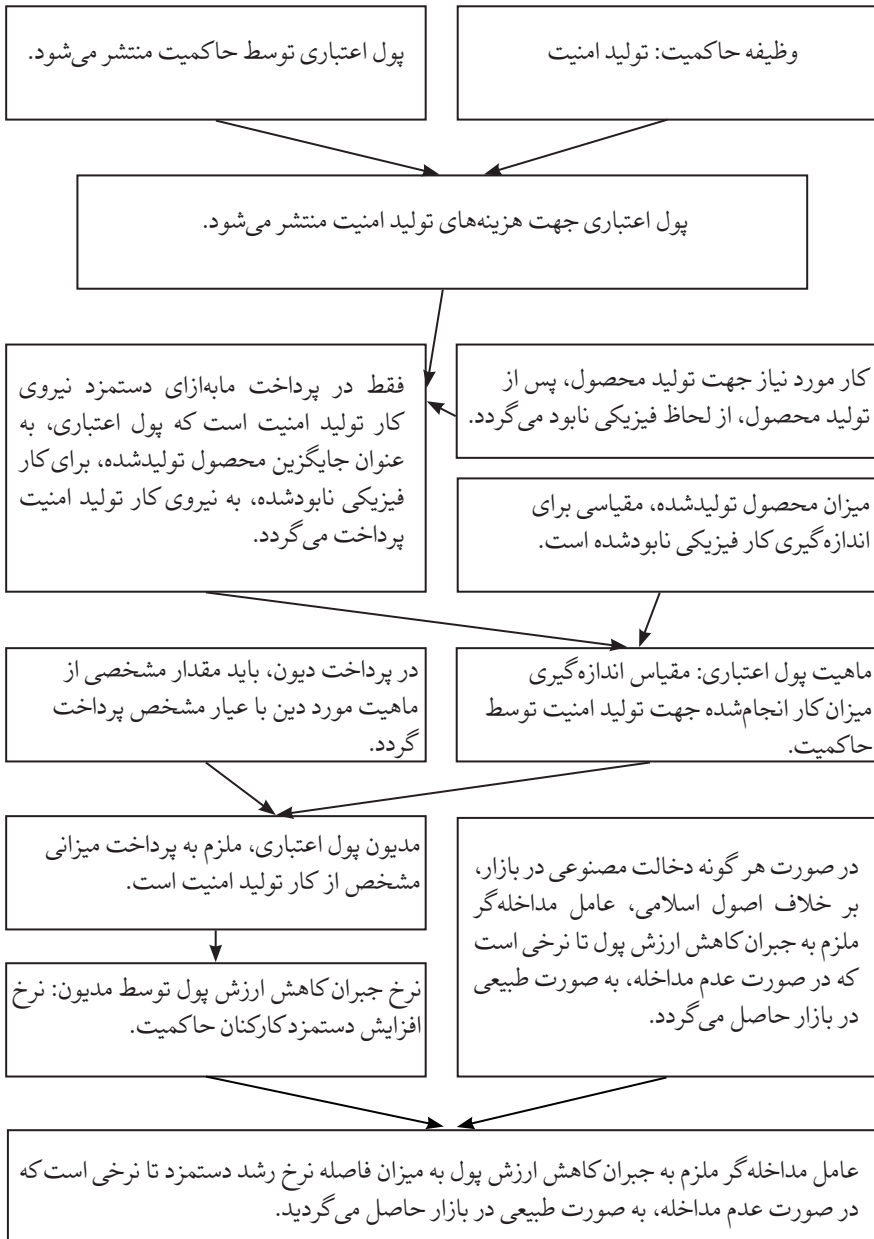 وظیفه حاکمیت: تولید امنیت
پول اعتباری توسط حاکمیت منتشر می‌شود.
پول اعتباری جهت هزینه‌های تولید امنیت منتشر می‌شود.
کار مورد نیاز جهت تولید محصول، پس از
تولید محصول، از لحاظ فیزیکی نابود می‌گردد.
فقط در پرداخت مابه‌ازای دستمزد نیروی
کار تولید امنیت است که پول اعتباری، به
عنوان جایگزین محصول تولیدشده، برای کار
فیزیکی نابودشده، به نیروی کار تولید امنیت
پرداخت می‌گردد.
میزان محصول تولیدشده، مقیاسی برای
اندازه‌گیری کار فیزیکی نابودشده است.
ماهیت پول اعتباری: مقیاس اندازه‌گیری
میزان کار انجام‌شده جهت تولید امنیت توسط
حاکمیت.
در پرداخت دیون، باید مقدار مشخصی از
ماهیت مورد دین با عیار مشخص پرداخت
گردد.
مدیون پول اعتباری، ملزم به پرداخت میزانی
مشخص از کار تولید امنیت است.
در صورت هر گونه دخالت مصنوعی در بازار،
بر خلاف اصول اسلامی، عامل مداخله‌گر
ملزم به جبران کاهش ارزش پول تا نرخی است
که در صورت عدم مداخله، به صورت طبیعی
در بازار حاصل می‌گردد.
نرخ جبران کاهش ارزش پول توسط مدیون: نرخ
افزایش دستمزد کارکنان حاکمیت.
عامل مداخله‌گر ملزم به جبران کاهش ارزش پول به میزان فاصله نرخ رشد دستمزد تا نرخی است که
در صورت عدم مداخله، به صورت طبیعی در بازار حاصل می‌گردید.